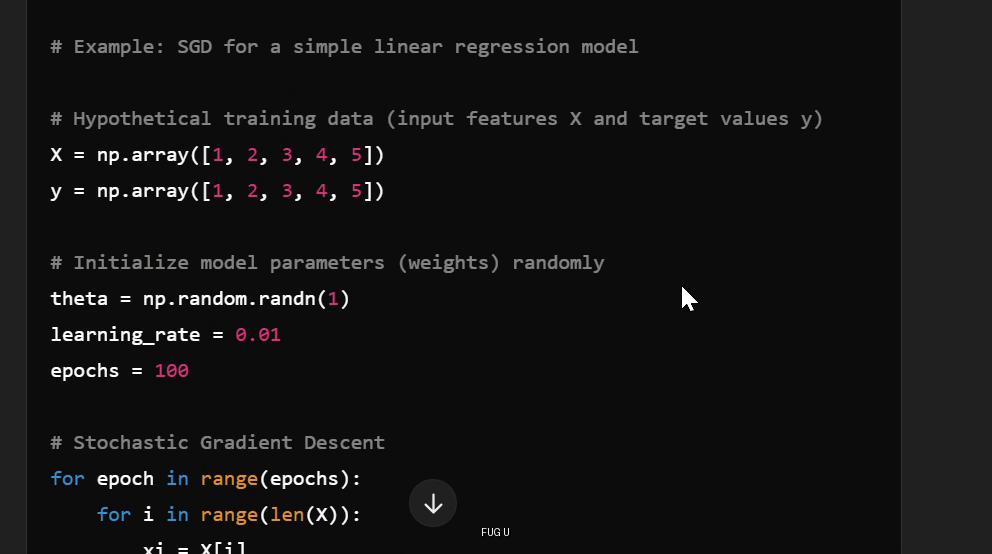 # Example: SGD for a simple linear regression model
# Hypothetical training data (input features X and target values y)
X = np.array([1, 2, 3, 4, 5])
y = np.array([1, 2, 3, 4, 5])
# Initialize model parameters (weights) randomly
theta = np.random.randn(1)
learning_rate = 0.01
epochs = 100
# Stochastic Gradient Descent
for epoch in range(epochs):
for i in range(len(X)):
FUG U
xi = X[i]